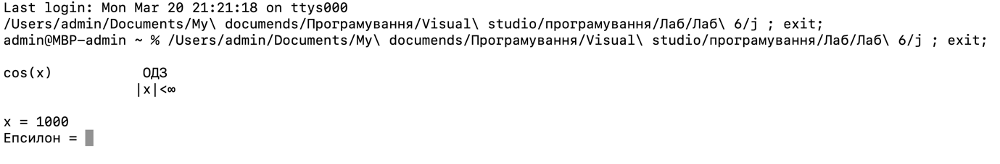 Last login: Mon Mar 20 21:21:18 on ttys000
/Users/admin/Documents/My\ documends/Програмування/Visual\ studio/програмування/Лаб/Лаб\ 6/j ; exit;
admin@MBP-admin ~ % /Users/admin/Documents/My\ documends/Програмування/Visual\ studio/програмування/Лаб/Лаб\ 6/j ; exit;
cos(x) ОДЗ
|x|<∞
x = 1000
Епсилон =